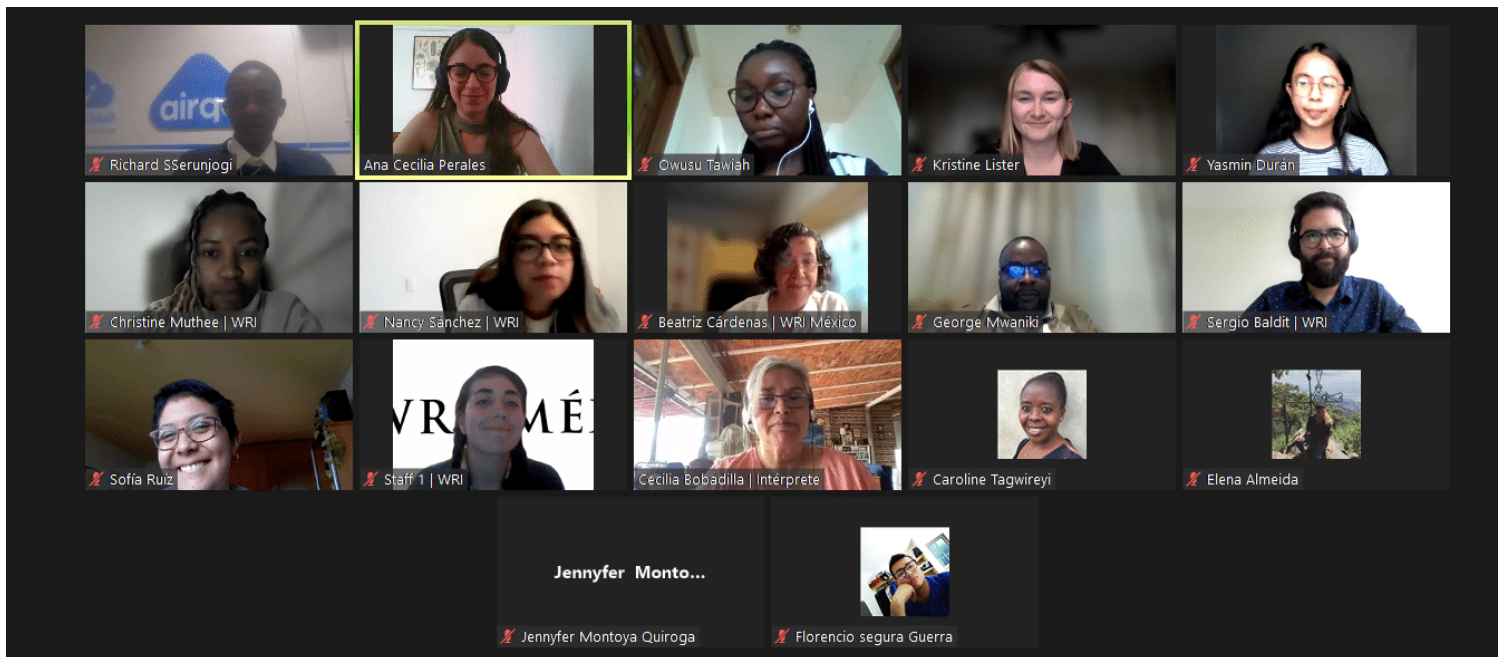 airq
Richard SSerunjogi
Ana Cecilia Perales
Owusu Tawiah
Kristine Lister
Yasmin Durán
Christine Muthee | WRI
Nancy Sánchez | WRI
Beatriz Cárdenas | WRI México
George Mwaniki
Sergio Baldit | WRI
WRI MÉ
Sofía Ruiz
Staff 1 | WRI
Cecilia Bobadilla | Intérprete
Caroline Tagwireyi
Elena Almeida
Jennyfer Monto...
Jennyfer Montoya Quiroga
Florencio segura Guerra